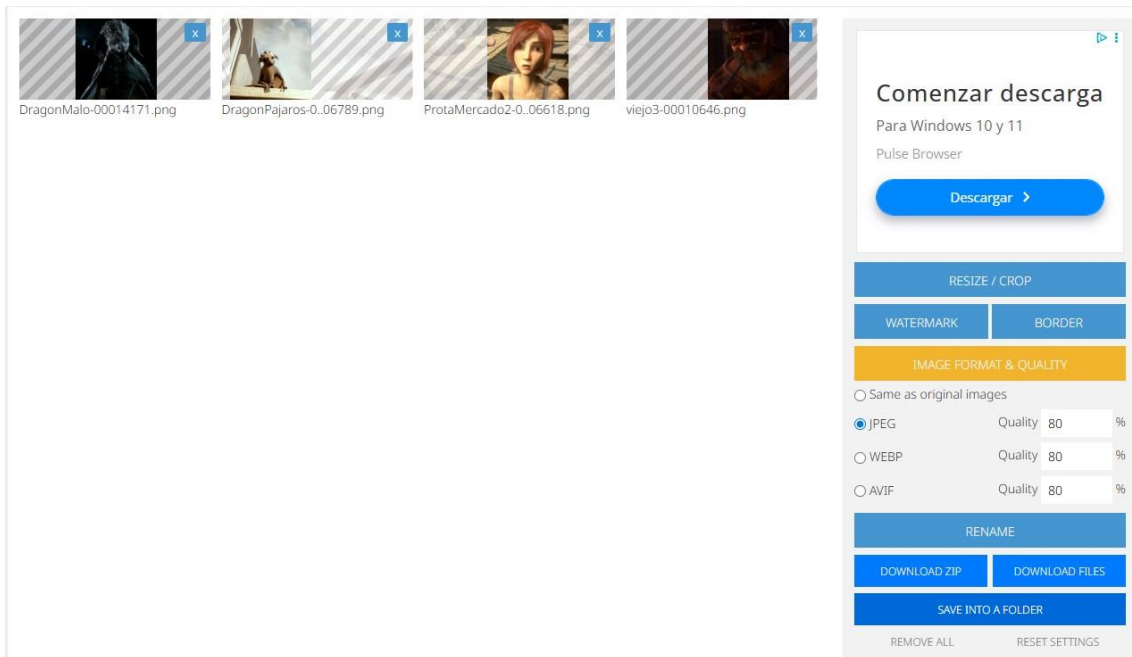 x
x
x
x
DragonMalo-00014171.png
DragonPajaros-0..06789.png
ProtaMercado2-0..06618.png
viejo3-00010646.png
Comenzar descarga
Para Windows 10 y 11
Pulse Browser
Descargar
RESIZE / CROP
WATERMARK
BORDER
IMAGE FORMAT & QUALITY
Same as original images
JPEG Quality 80 %
WEBP Quality 80 %
AVIF Quality 80 %
RENAME
DOWNLOAD ZIP
DOWNLOAD FILES
SAVE INTO A FOLDER
REMOVE ALL
RESET SETTINGS